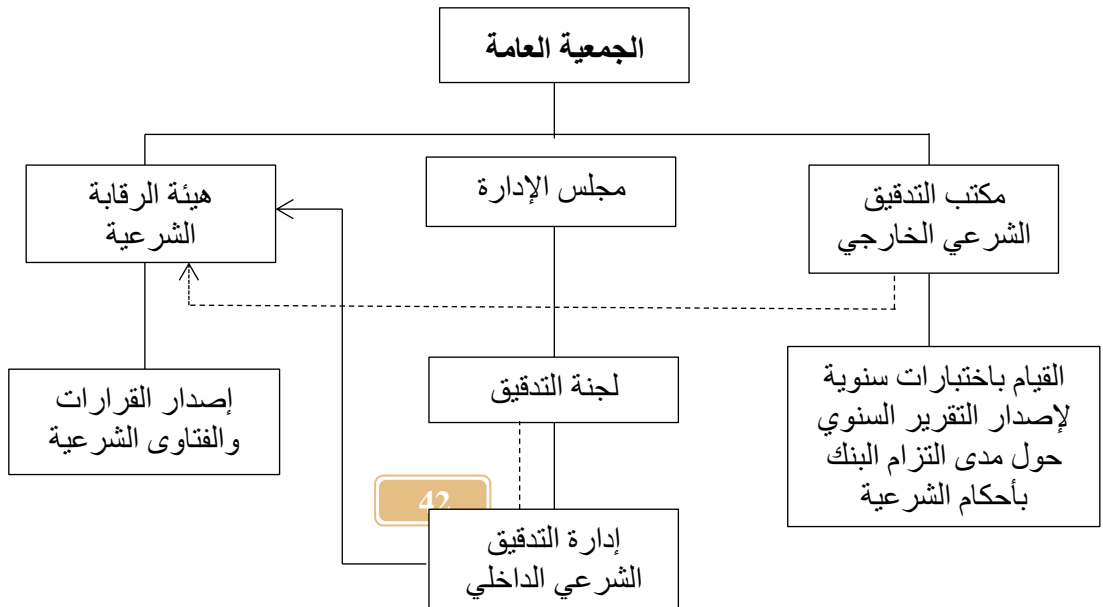 الجمعية العامة
مكتب التدقيق
الشرعي الخارجي
مجلس الإدارة
هيئة الرقابة
الشرعية
القيام باختبارات سنوية
لإصدار التقرير السنوي
حول مدى التزام البنك
بأحكام الشرعية
لجنة التدقيق
إصدار القرارات
والفتاوى الشرعية
42
إدارة التدقيق
الشرعي الداخلي